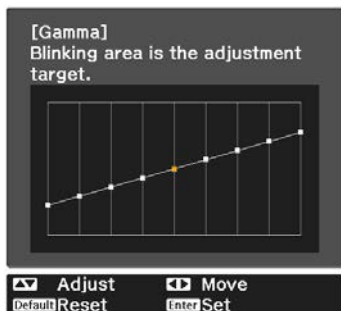 [Gamma]
Blinking area is the adjustment
target.
Adjust Move
Default Reset Enter Set